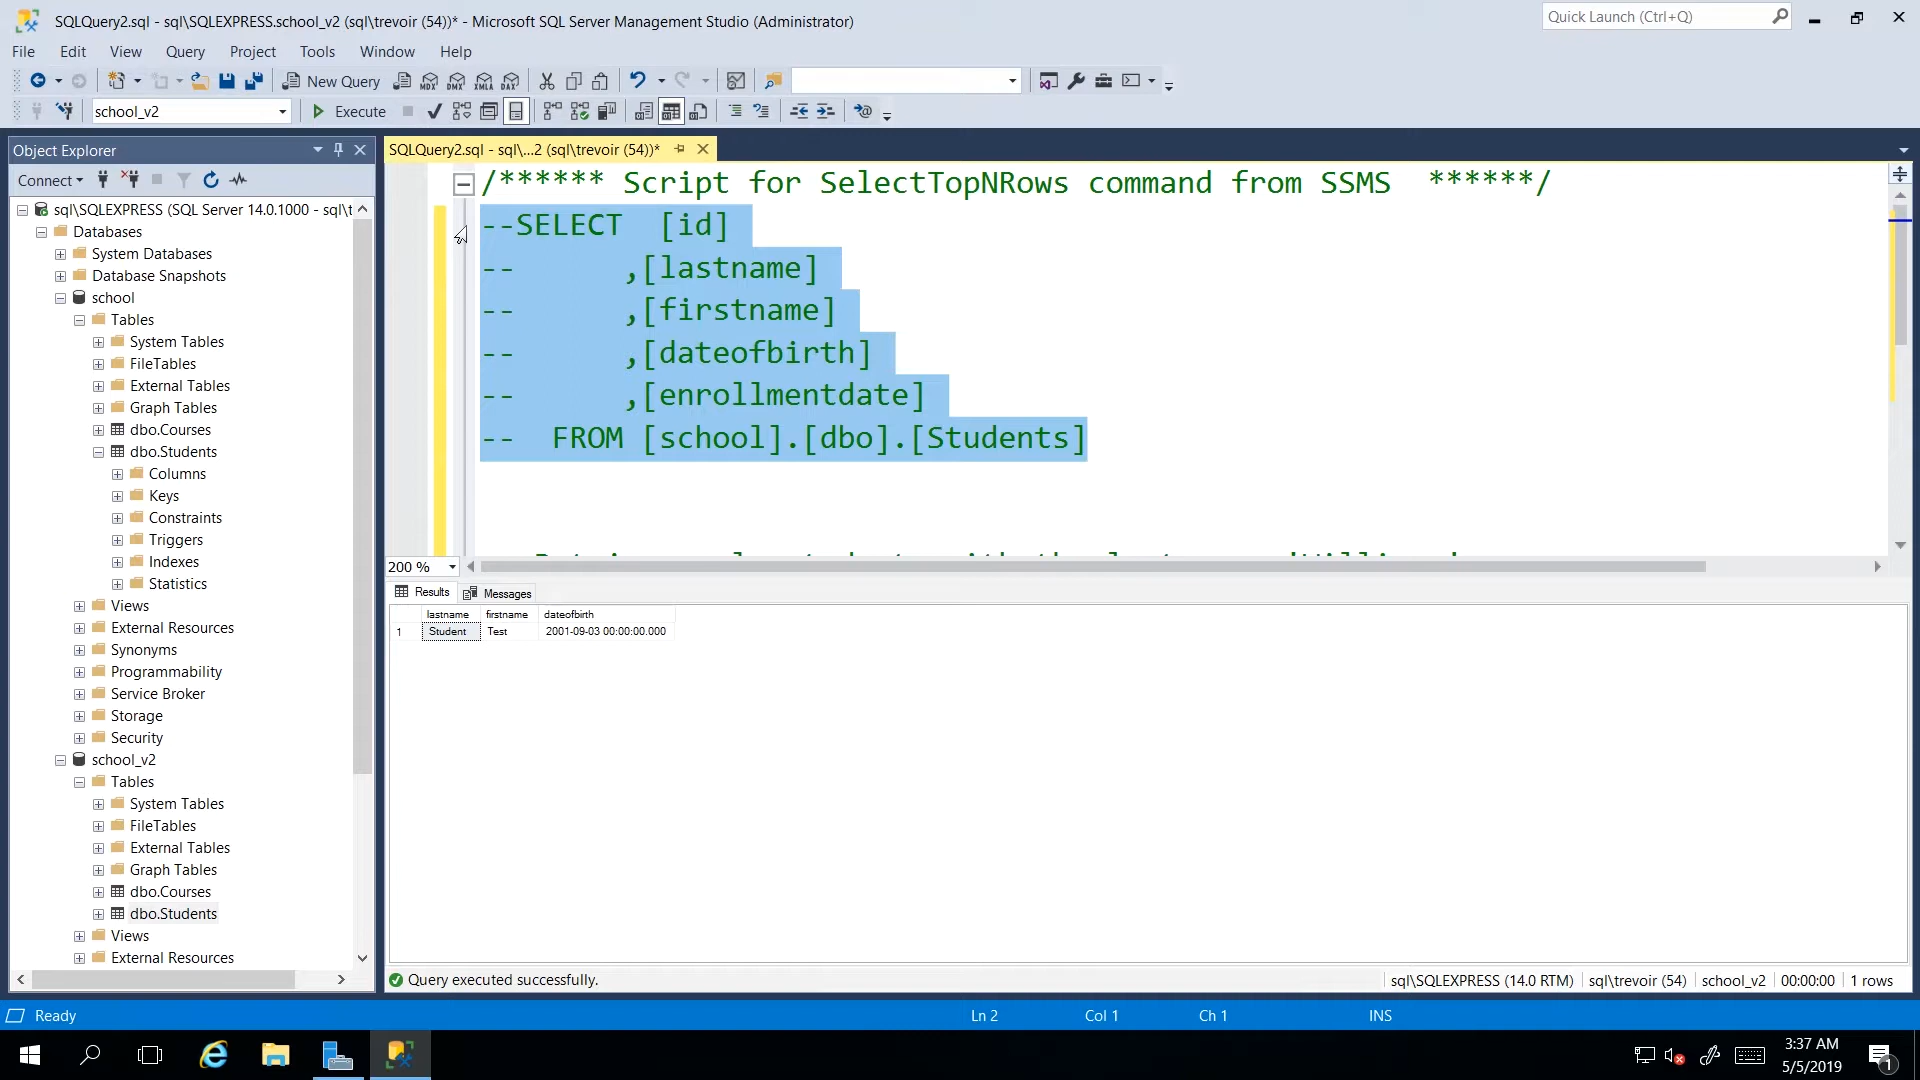 SQLQuery2.sql - sql\SQLEXPRESS.school_v2 (sql\trevoir (54))* - Microsoft SQL Server Management Studio (Administrator)
Quick Launch (Ctrl+Q)
File Edit View Query Project Tools Window Help
New Query MDX DMX XMLA DAX
school_v2 Execute
Object Explorer
SQLQuery2.sql - sql\...2 (sql\trevoir (54))*
Connect
sql\SQLEXPRESS (SQL Server 14.0.1000 - sql\t
Databases
System Databases
Database Snapshots
school
Tables
System Tables
FileTables
External Tables
Graph Tables
dbo.Courses
dbo.Students
Columns
Keys
Constraints
Triggers
Indexes
Statistics
Views
External Resources
Synonyms
Programmability
Service Broker
Storage
Security
school_v2
Tables
System Tables
FileTables
External Tables
Graph Tables
dbo.Courses
dbo.Students
Views
External Resources
/****** Script for SelectTopNRows command from SSMS ******/
--SELECT [id]
-- ,[lastname]
-- ,[firstname]
-- ,[dateofbirth]
-- ,[enrollmentdate]
-- FROM [school].[dbo].[Students]
200 %
Results Messages
lastname firstname dateofbirth
1 Student Test 2001-09-03 00:00:00.000
Query executed successfully.
sql\SQLEXPRESS (14.0 RTM) sql\trevoir (54) school_v2 00:00:00 1 rows
Ready Ln 2 Col 1 Ch 1 INS
3:37 AM
5/5/2019
1